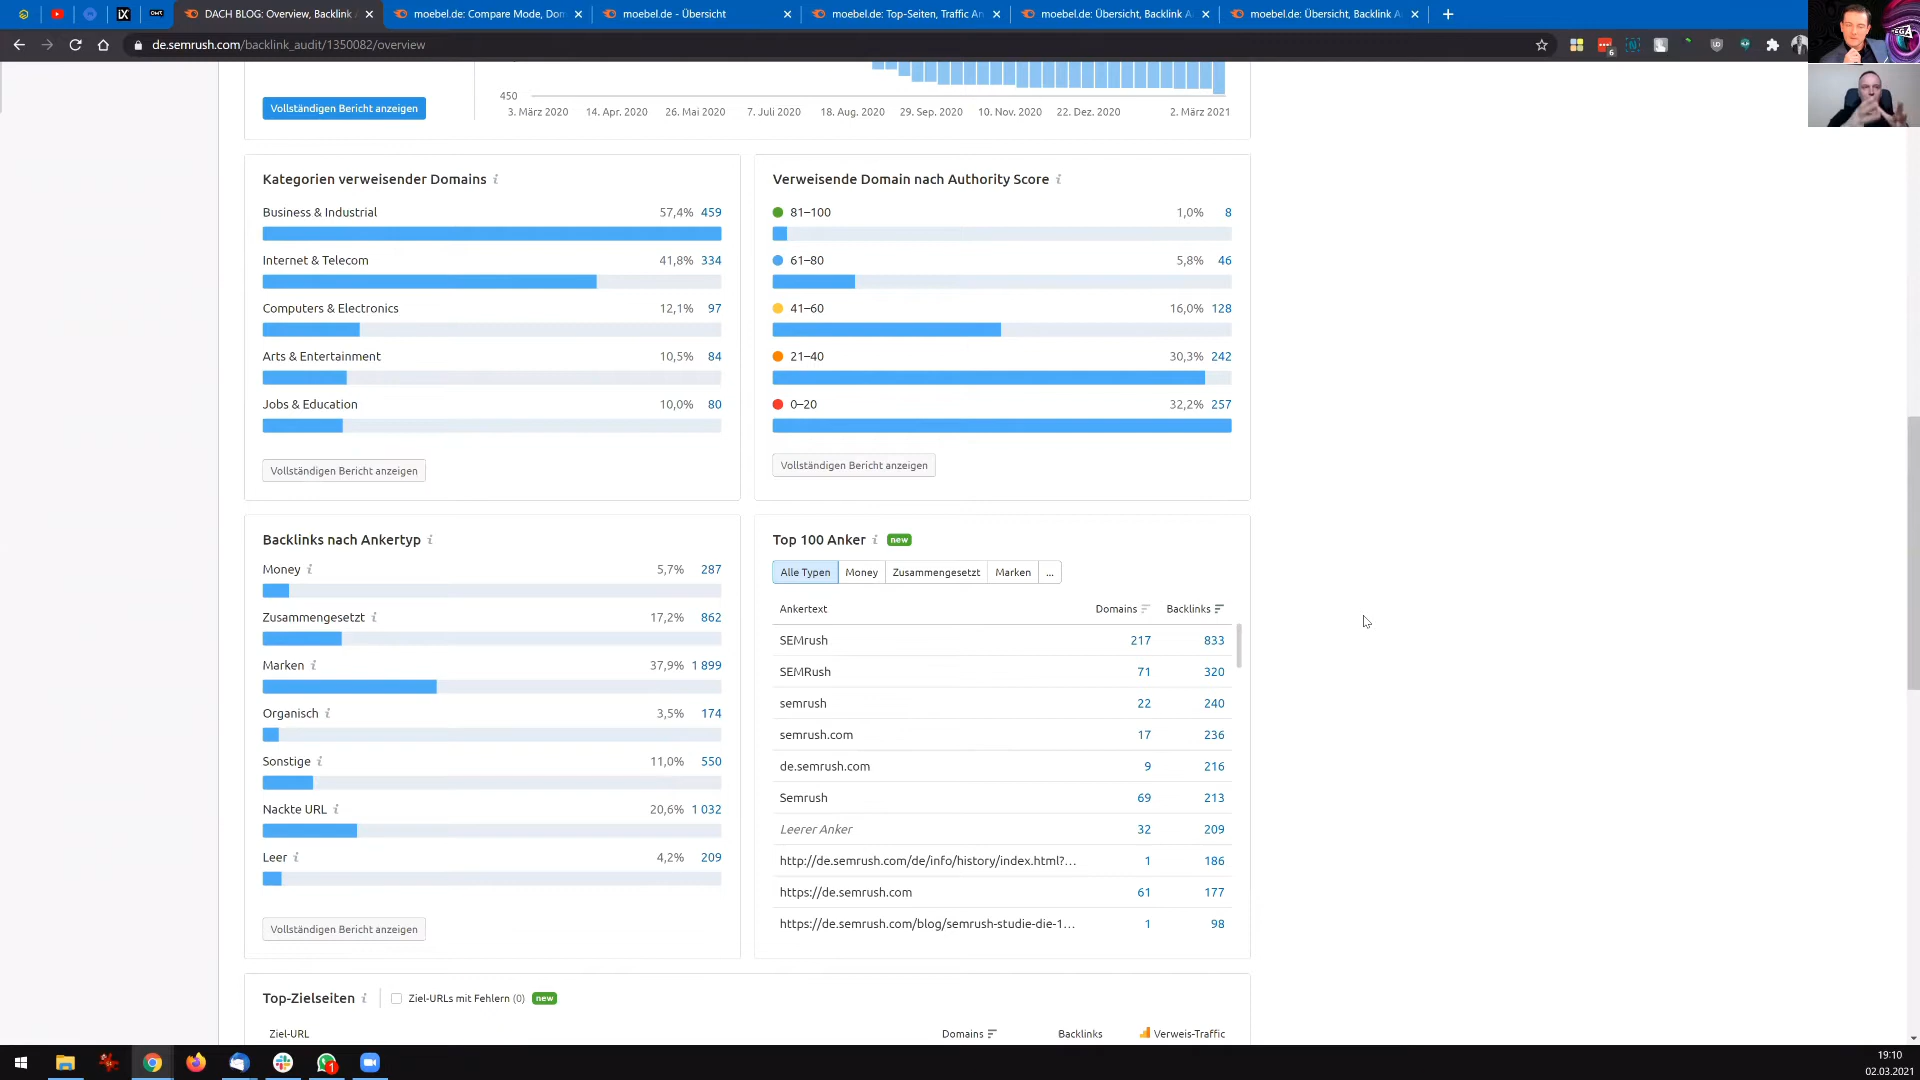 DACH BLOG: Overview, Backlink
moebel.de: Compare Mode, Don
moebel.de - Übersicht
moebel.de: Top-Seiten, Traffic An
moebel.de: Übersicht, Backlink A
moebel.de: Übersicht, Backlink A
de.semrush.com/backlink_audit/1350082/overview
Vollständigen Bericht anzeigen
450
3. März 2020 14. Apr. 2020 26. Mai 2020 7. Juli 2020 18. Aug. 2020 29. Sep. 2020 10. Nov. 2020 22. Dez. 2020 2. März 2021
Kategorien verweisender Domains i
Business & Industrial 57,4% 459
Internet & Telecom 41,8% 334
Computers & Electronics 12,1% 97
Arts & Entertainment 10,5% 84
Jobs & Education 10,0% 80
Vollständigen Bericht anzeigen
Verweisende Domain nach Authority Score i
81–100 1,0% 8
61–80 5,8% 46
41–60 16,0% 128
21–40 30,3% 242
0–20 32,2% 257
Vollständigen Bericht anzeigen
Backlinks nach Ankertyp i
Money i 5,7% 287
Zusammengesetzt i 17,2% 862
Marken i 37,9% 1 899
Organisch i 3,5% 174
Sonstige i 11,0% 550
Nackte URL i 20,6% 1 032
Leer i 4,2% 209
Vollständigen Bericht anzeigen
Top 100 Anker i new
Alle Typen Money Zusammengesetzt Marken ...
Ankertext Domains Backlinks
SEMrush 217 833
SEMRush 71 320
semrush 22 240
semrush.com 17 236
de.semrush.com 9 216
Semrush 69 213
Leerer Anker 32 209
http://de.semrush.com/de/info/history/index.html?... 1 186
https://de.semrush.com 61 177
https://de.semrush.com/blog/semrush-studie-die-1... 1 98
Top-Zielseiten i Ziel-URLs mit Fehlern (0) new
Ziel-URL Domains Backlinks Verweis-Traffic
19:10
02.03.2021